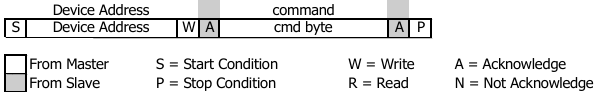 Device Address command
S Device Address W A cmd byte A P
From Master S = Start Condition W = Write A = Acknowledge
From Slave P = Stop Condition R = Read N = Not Acknowledge